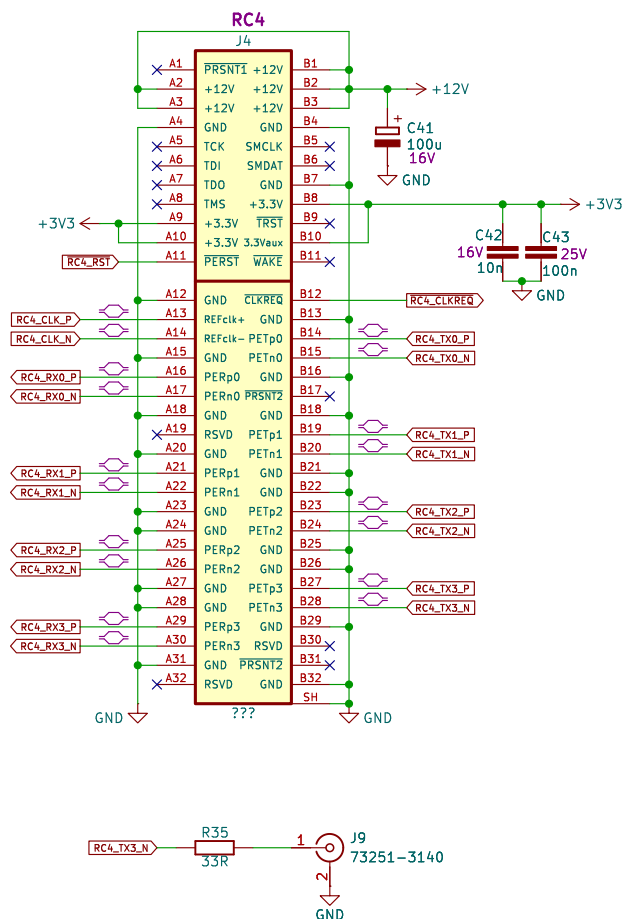 RC4
J4
A1 PRSNT1 +12V B1
A2 +12V +12V B2 +12V
A3 +12V +12V B3
A4 GND GND B4
C41
100u
16V
GND
A5 TCK SMCLK B5
A6 TDI SMDAT B6
A7 TDO GND B7
A8 TMS +3.3V B8 +3V3
+3V3 A9 +3.3V TRST B9
A10 +3.3V 3.3Vaux B10
RC4_RST A11 PERST WAKE B11
C42
16V
10n
C43
25V
100n
GND
A12 GND CLKREQ B12 RC4_CLKREQ
RC4_CLK_P A13 REFclk+ GND B13
RC4_CLK_N A14 REFclk- PETp0 B14 RC4_TX0_P
A15 GND PETn0 B15 RC4_TX0_N
RC4_RX0_P A16 PERp0 GND B16
RC4_RX0_N A17 PERn0 PRSNT2 B17
A18 GND GND B18
A19 RSVD PETp1 B19 RC4_TX1_P
A20 GND PETn1 B20 RC4_TX1_N
RC4_RX1_P A21 PERp1 GND B21
RC4_RX1_N A22 PERn1 GND B22
A23 GND PETp2 B23 RC4_TX2_P
A24 GND PETn2 B24 RC4_TX2_N
RC4_RX2_P A25 PERp2 GND B25
RC4_RX2_N A26 PERn2 GND B26
A27 GND PETp3 B27 RC4_TX3_P
A28 GND PETn3 B28 RC4_TX3_N
RC4_RX3_P A29 PERp3 GND B29
RC4_RX3_N A30 PERn3 RSVD B30
A31 GND PRSNT2 B31
A32 RSVD GND B32
SH
GND ??? GND
RC4_TX3_N
R35
33R
1
J9
73251-3140
2
GND